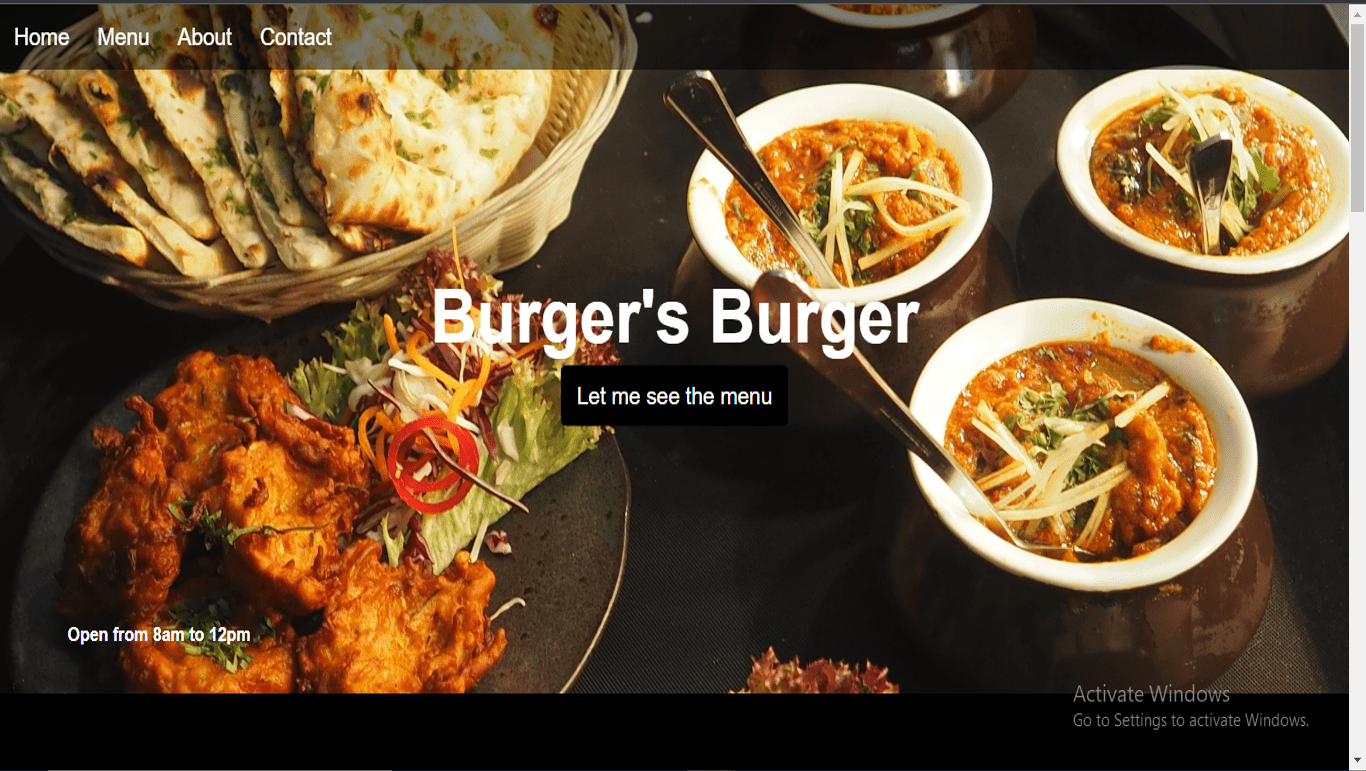 Home Menu About Contact
Burger's Burger
Let me see the menu
Open from 8am to 12pm
Activate Windows
Go to Settings to activate Windows.